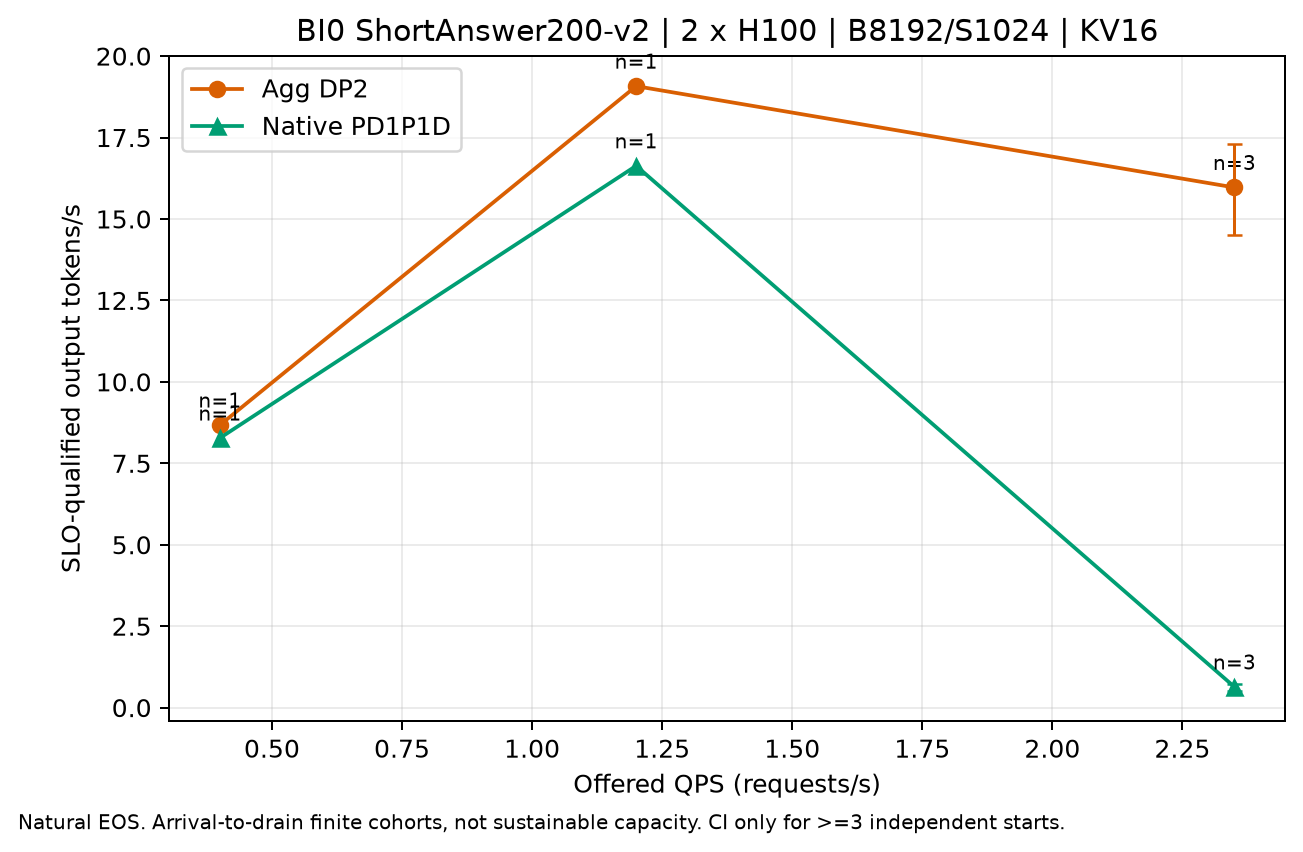 BI0 ShortAnswer200-v2 | 2 x H100 | B8192/S1024 | KV16
Agg DP2
Native PD1P1D
SLO-qualified output tokens/s
20.0
17.5
15.0
12.5
10.0
7.5
5.0
2.5
0.0
n=1
n=1
n=3
n=1
n=1
n=3
0.50 0.75 1.00 1.25 1.50 1.75 2.00 2.25
Offered QPS (requests/s)
Natural EOS. Arrival-to-drain finite cohorts, not sustainable capacity. CI only for >=3 independent starts.